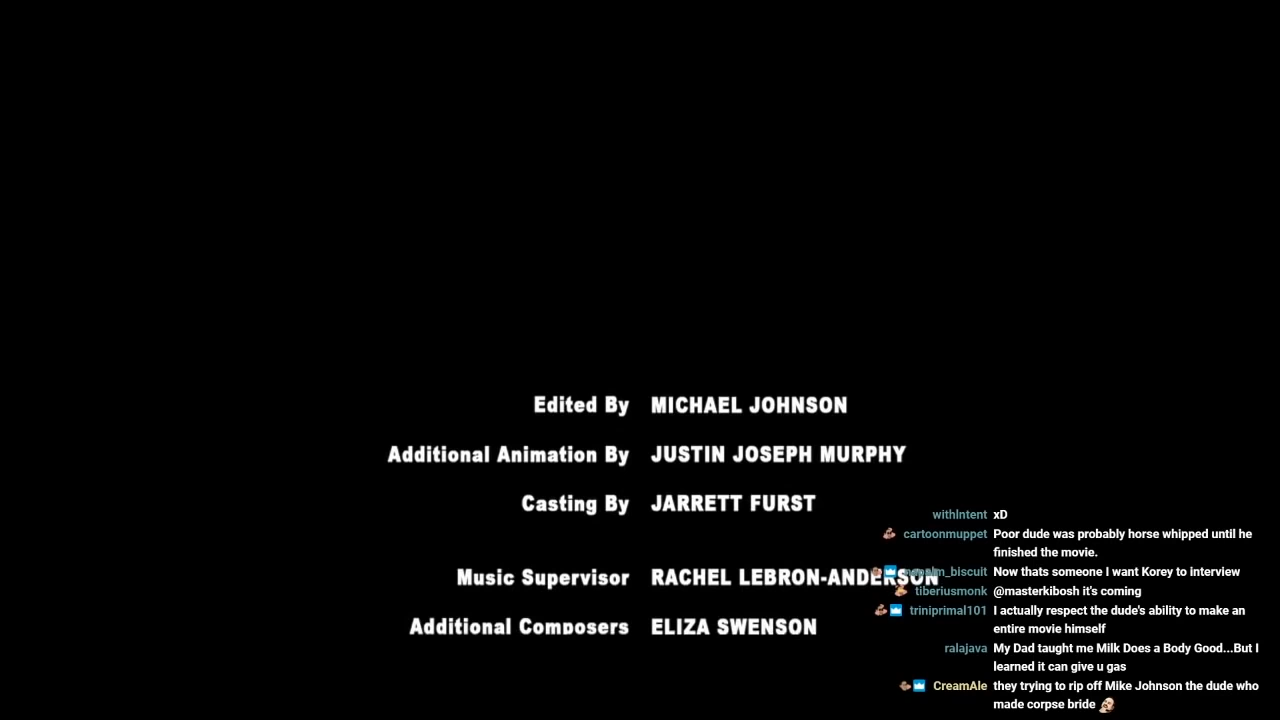 Edited By MICHAEL JOHNSON
Additional Animation By JUSTIN JOSEPH MURPHY
Casting By JARRETT FURST
Music Supervisor RACHEL LEBRON-ANDERSON
Additional Composers ELIZA SWENSON
withIntent xD
cartoonmuppet Poor dude was probably horse whipped until he
finished the movie.
napalm_biscuit Now thats someone I want Korey to interview
tiberiusmonk @masterkibosh it's coming
triniprimal101 I actually respect the dude's ability to make an
entire movie himself
ralajava My Dad taught me Milk Does a Body Good...But I
learned it can give u gas
CreamAle they trying to rip off Mike Johnson the dude who
made corpse bride